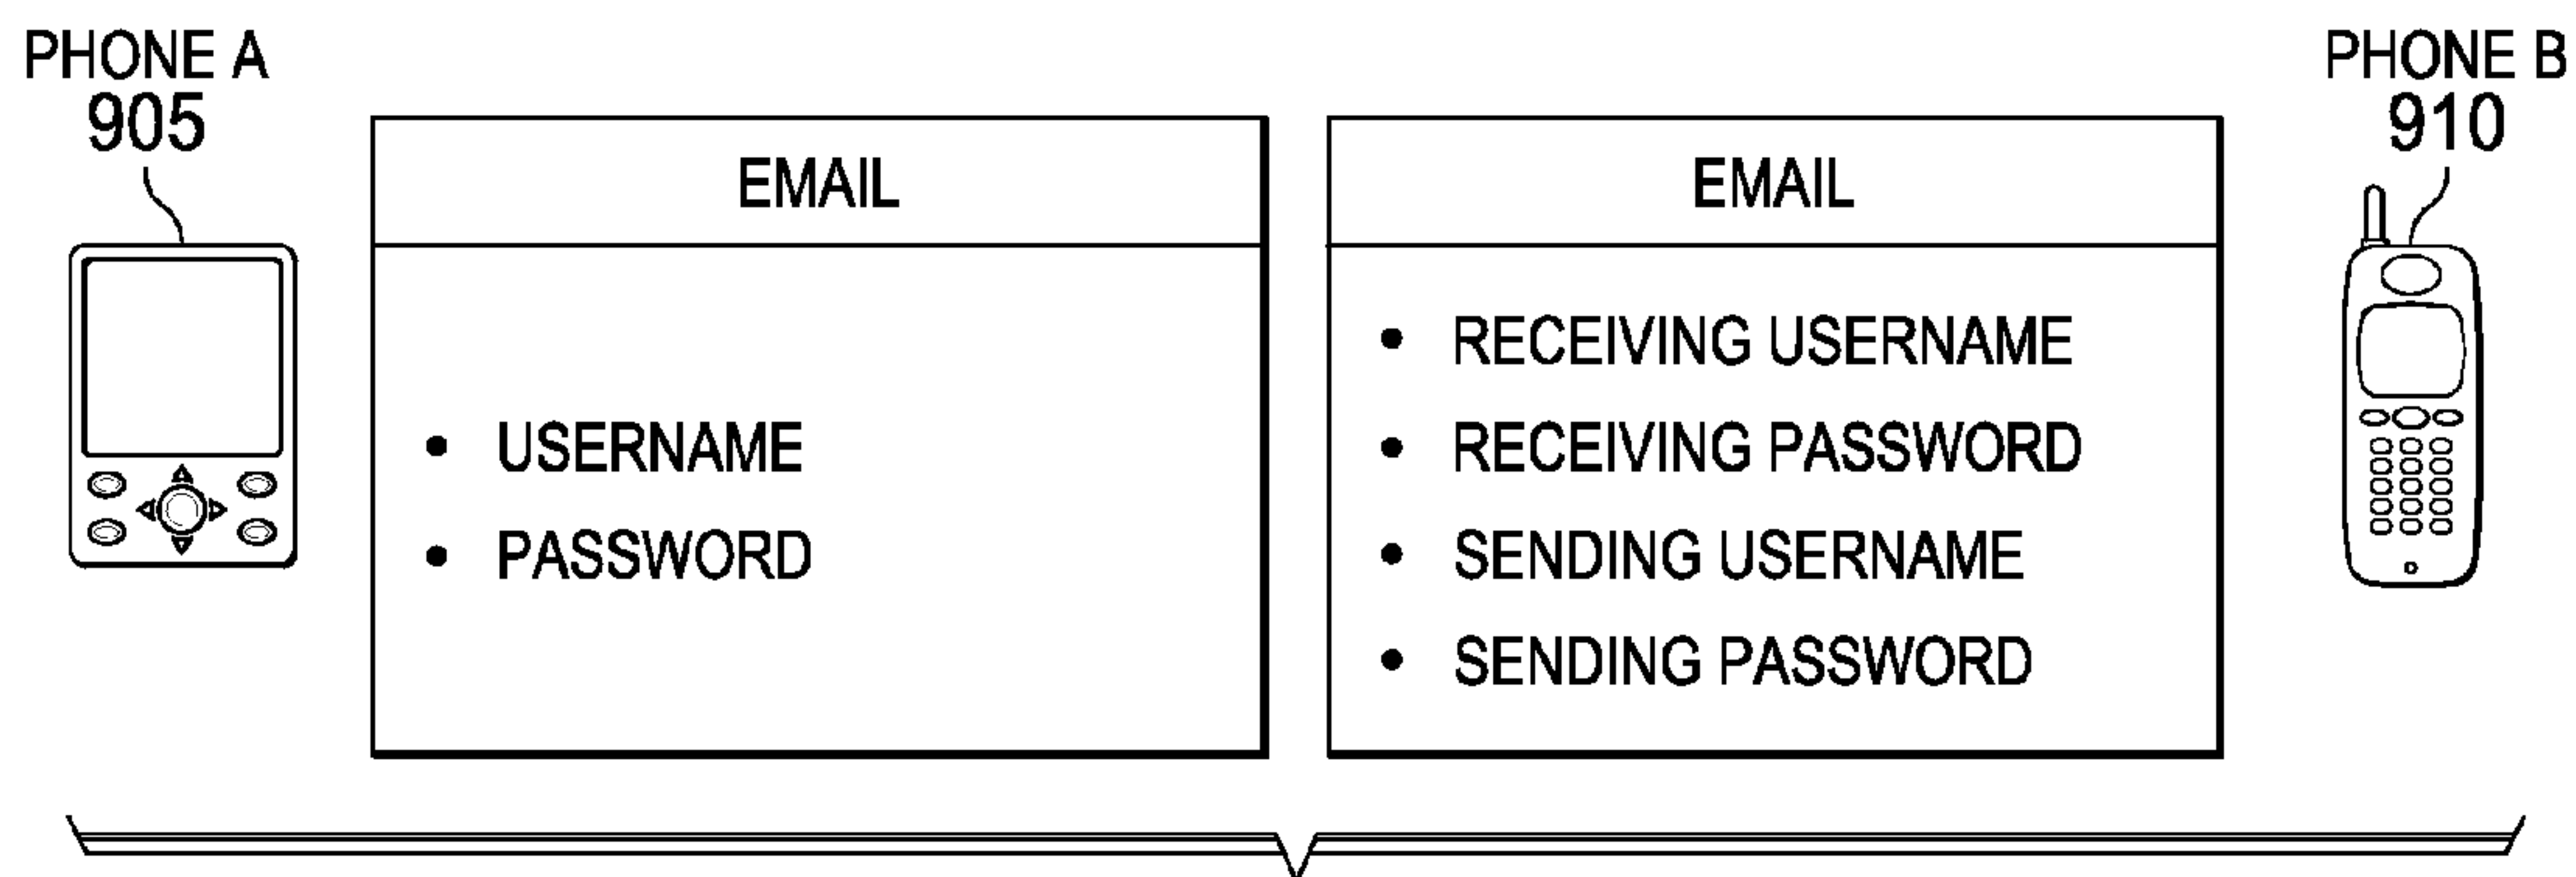 PHONE A
905
EMAIL
• USERNAME
• PASSWORD
EMAIL
• RECEIVING USERNAME
• RECEIVING PASSWORD
• SENDING USERNAME
• SENDING PASSWORD
PHONE B
910